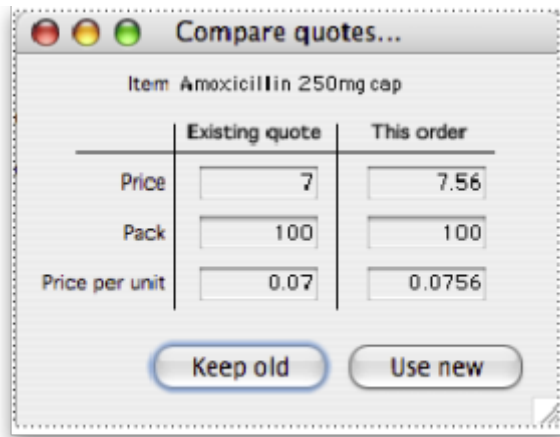 Compare quotes...
Item Amoxicillin 250mg cap
Existing quote This order
Price 7 7.56
Pack 100 100
Price per unit 0.07 0.0756
Keep old Use new